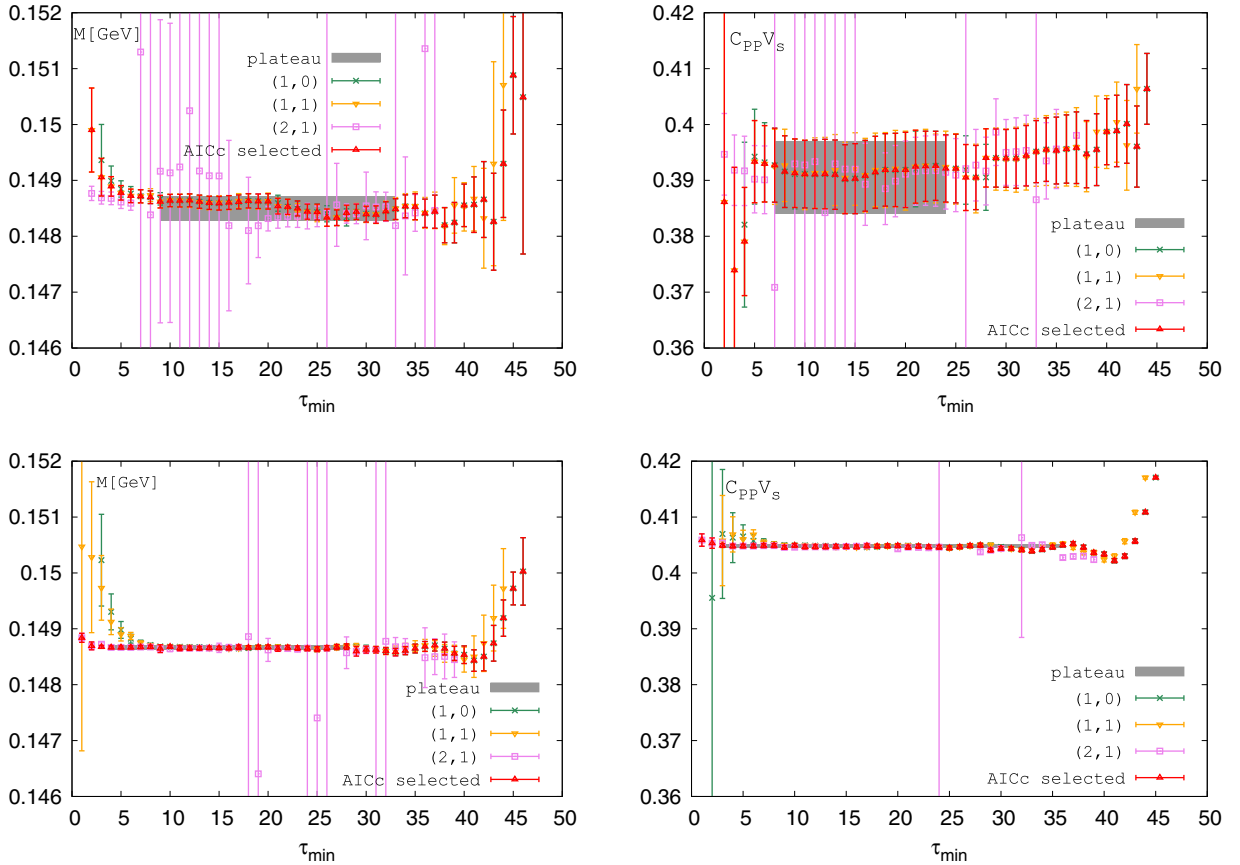 M[GeV]
plateau
(1,0)
(1,1)
(2,1)
AICc selected
0.152
0.151
0.15
0.149
0.148
0.147
0.146
0 5 10 15 20 25 30 35 40 45 50
τmin
CPPVs
plateau
(1,0)
(1,1)
(2,1)
AICc selected
0.42
0.41
0.4
0.39
0.38
0.37
0.36
0 5 10 15 20 25 30 35 40 45 50
τmin
M[GeV]
plateau
(1,0)
(1,1)
(2,1)
AICc selected
0.152
0.151
0.15
0.149
0.148
0.147
0.146
0 5 10 15 20 25 30 35 40 45 50
τmin
CPPVs
plateau
(1,0)
(1,1)
(2,1)
AICc selected
0.42
0.41
0.4
0.39
0.38
0.37
0.36
0 5 10 15 20 25 30 35 40 45 50
τmin